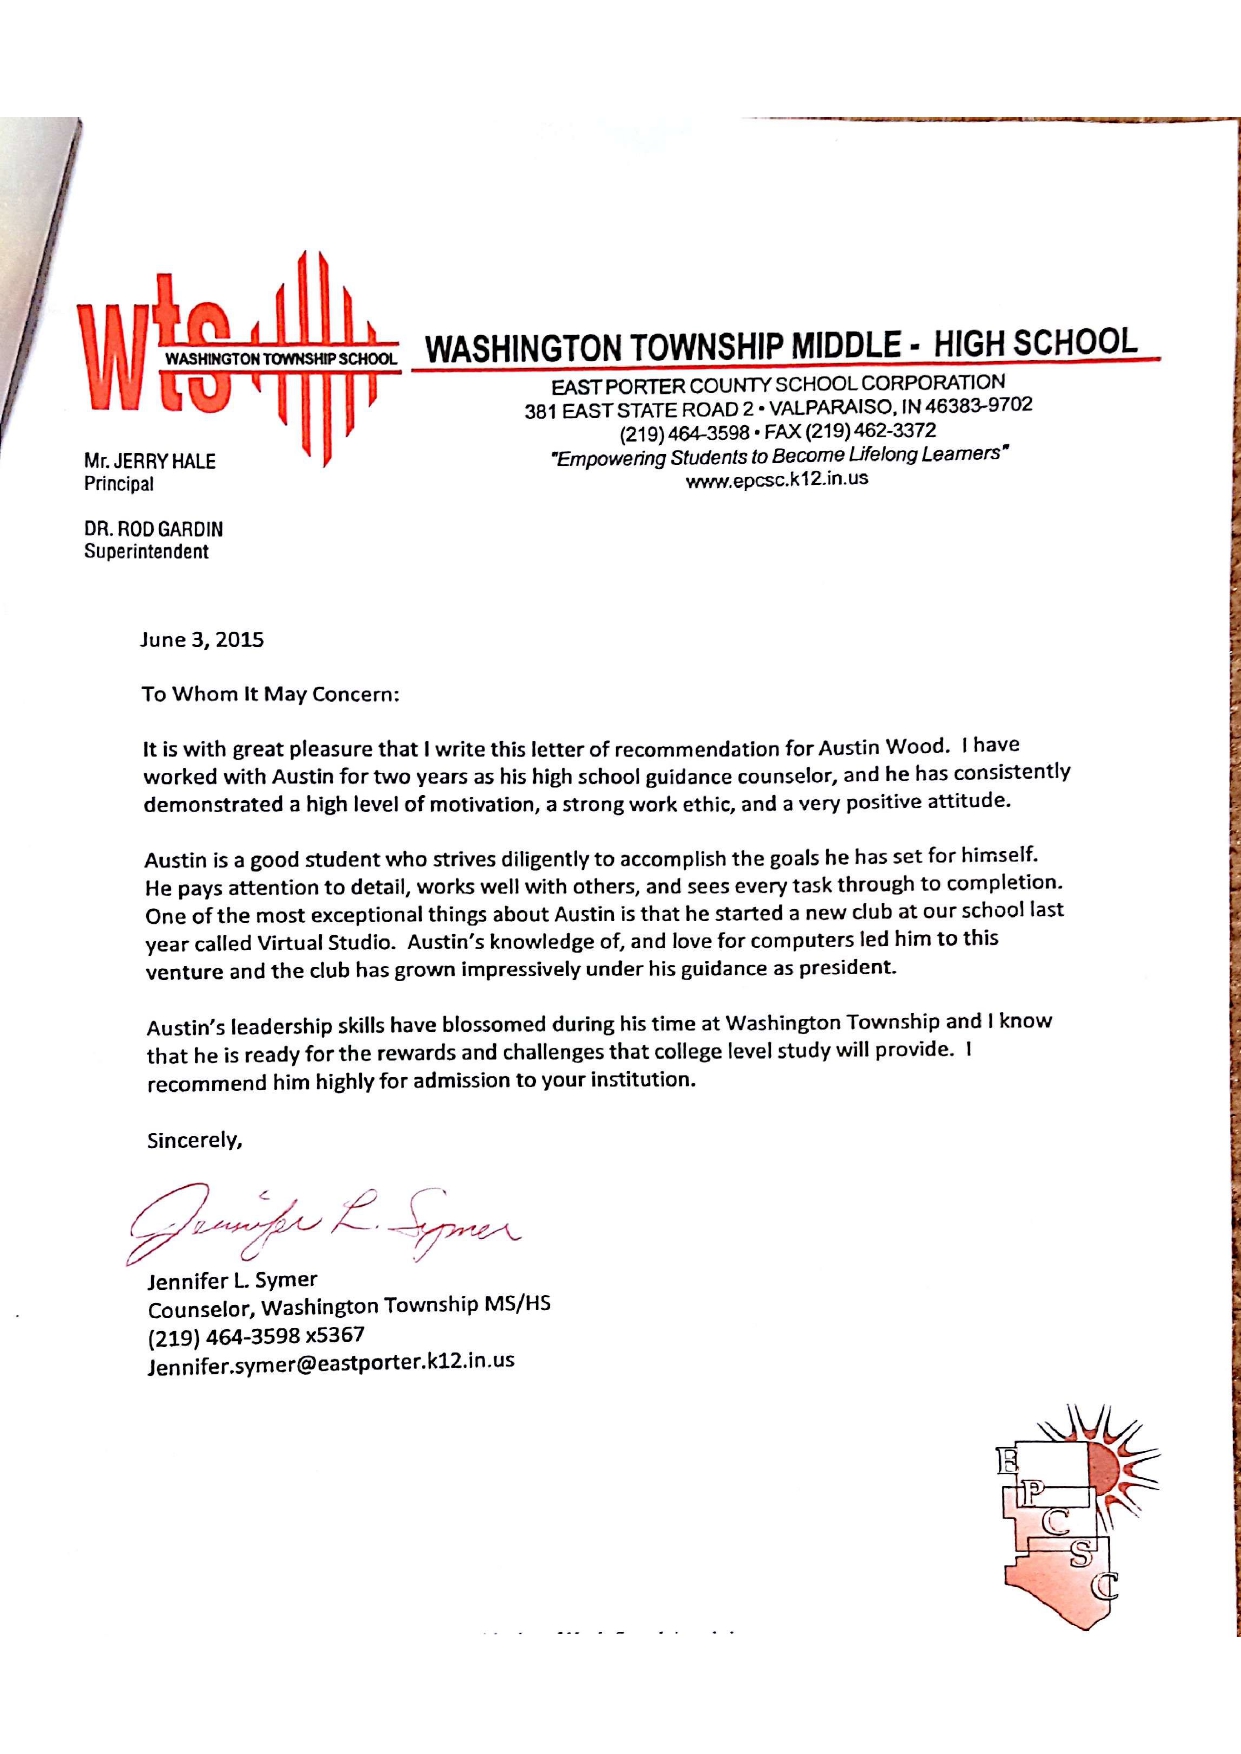 wts
WASHINGTON TOWNSHIP SCHOOL
WASHINGTON TOWNSHIP MIDDLE - HIGH SCHOOL
EAST PORTER COUNTY SCHOOL CORPORATION
381 EAST STATE ROAD 2 • VALPARAISO, IN 46383-9702
(219) 464-3598 • FAX (219) 462-3372
"Empowering Students to Become Lifelong Learners"
www.epcsc.k12.in.us
Mr. JERRY HALE
Principal
DR. ROD GARDIN
Superintendent
June 3, 2015
To Whom It May Concern:
It is with great pleasure that I write this letter of recommendation for Austin Wood. I have
worked with Austin for two years as his high school guidance counselor, and he has consistently
demonstrated a high level of motivation, a strong work ethic, and a very positive attitude.
Austin is a good student who strives diligently to accomplish the goals he has set for himself.
He pays attention to detail, works well with others, and sees every task through to completion.
One of the most exceptional things about Austin is that he started a new club at our school last
year called Virtual Studio. Austin's knowledge of, and love for computers led him to this
venture and the club has grown impressively under his guidance as president.
Austin's leadership skills have blossomed during his time at Washington Township and I know
that he is ready for the rewards and challenges that college level study will provide. I
recommend him highly for admission to your institution.
Sincerely,
Jennifer L. Symer
Jennifer L. Symer
Counselor, Washington Township MS/HS
(219) 464-3598 x5367
Jennifer.symer@eastporter.k12.in.us
E
P
C
S
C